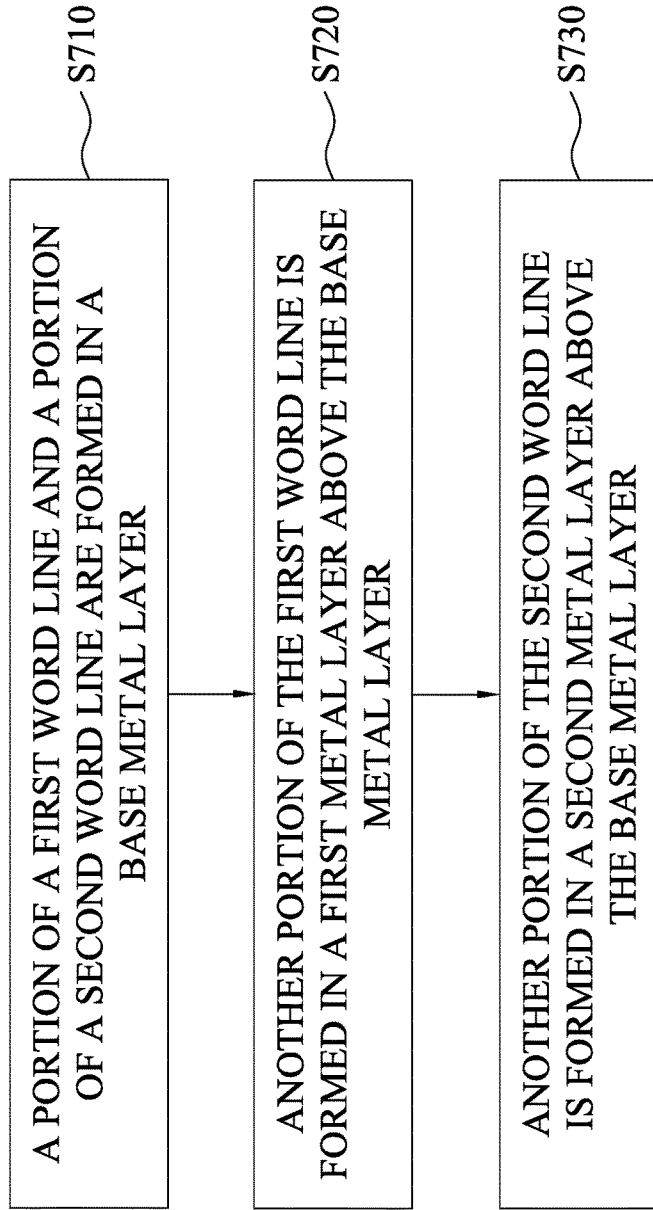 A PORTION OF A FIRST WORD LINE AND A PORTION
OF A SECOND WORD LINE ARE FORMED IN A
BASE METAL LAYER
S710
ANOTHER PORTION OF THE FIRST WORD LINE IS
FORMED IN A FIRST METAL LAYER ABOVE THE BASE
METAL LAYER
S720
ANOTHER PORTION OF THE SECOND WORD LINE
IS FORMED IN A SECOND METAL LAYER ABOVE
THE BASE METAL LAYER
S730